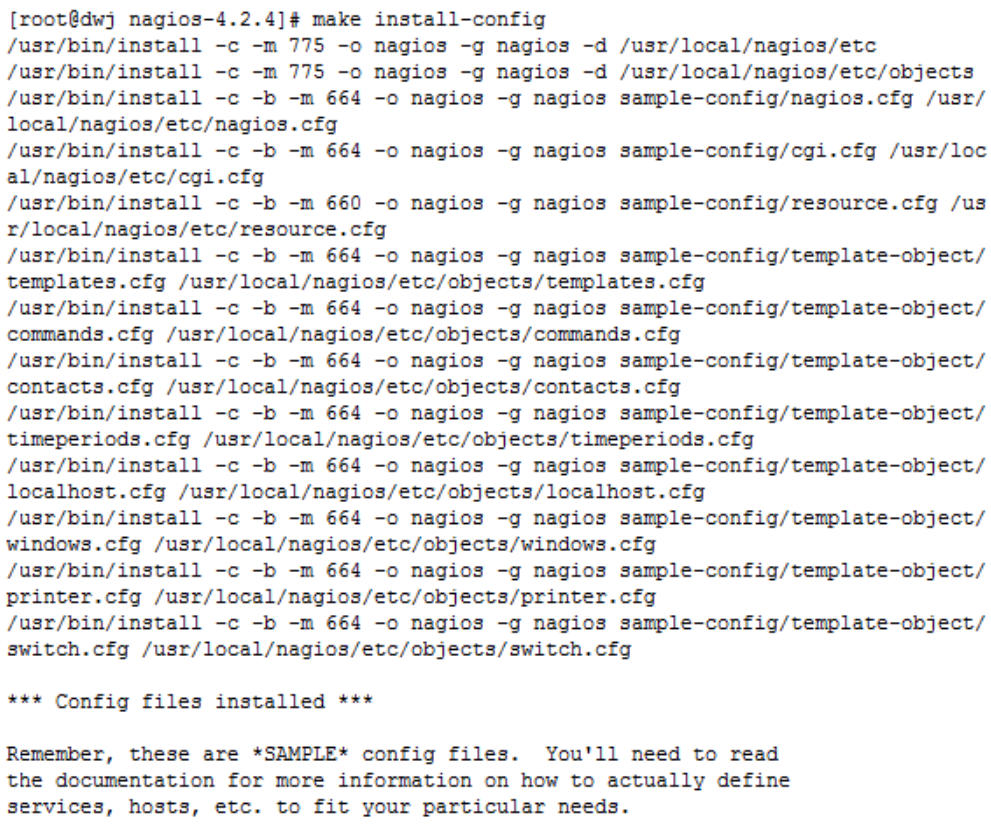 [root@dwj nagios-4.2.4]# make install-config
/usr/bin/install -c -m 775 -o nagios -g nagios -d /usr/local/nagios/etc
/usr/bin/install -c -m 775 -o nagios -g nagios -d /usr/local/nagios/etc/objects
/usr/bin/install -c -b -m 664 -o nagios -g nagios sample-config/nagios.cfg /usr/
local/nagios/etc/nagios.cfg
/usr/bin/install -c -b -m 664 -o nagios -g nagios sample-config/cgi.cfg /usr/loc
al/nagios/etc/cgi.cfg
/usr/bin/install -c -b -m 660 -o nagios -g nagios sample-config/resource.cfg /us
r/local/nagios/etc/resource.cfg
/usr/bin/install -c -b -m 664 -o nagios -g nagios sample-config/template-object/
templates.cfg /usr/local/nagios/etc/objects/templates.cfg
/usr/bin/install -c -b -m 664 -o nagios -g nagios sample-config/template-object/
commands.cfg /usr/local/nagios/etc/objects/commands.cfg
/usr/bin/install -c -b -m 664 -o nagios -g nagios sample-config/template-object/
contacts.cfg /usr/local/nagios/etc/objects/contacts.cfg
/usr/bin/install -c -b -m 664 -o nagios -g nagios sample-config/template-object/
timeperiods.cfg /usr/local/nagios/etc/objects/timeperiods.cfg
/usr/bin/install -c -b -m 664 -o nagios -g nagios sample-config/template-object/
localhost.cfg /usr/local/nagios/etc/objects/localhost.cfg
/usr/bin/install -c -b -m 664 -o nagios -g nagios sample-config/template-object/
windows.cfg /usr/local/nagios/etc/objects/windows.cfg
/usr/bin/install -c -b -m 664 -o nagios -g nagios sample-config/template-object/
printer.cfg /usr/local/nagios/etc/objects/printer.cfg
/usr/bin/install -c -b -m 664 -o nagios -g nagios sample-config/template-object/
switch.cfg /usr/local/nagios/etc/objects/switch.cfg

*** Config files installed ***

Remember, these are *SAMPLE* config files.  You'll need to read
the documentation for more information on how to actually define
services, hosts, etc. to fit your particular needs.